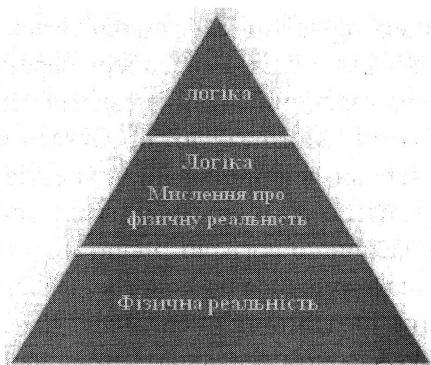 логіка
Логіка
Мислення про
фізичну реальність
Фізична реальність